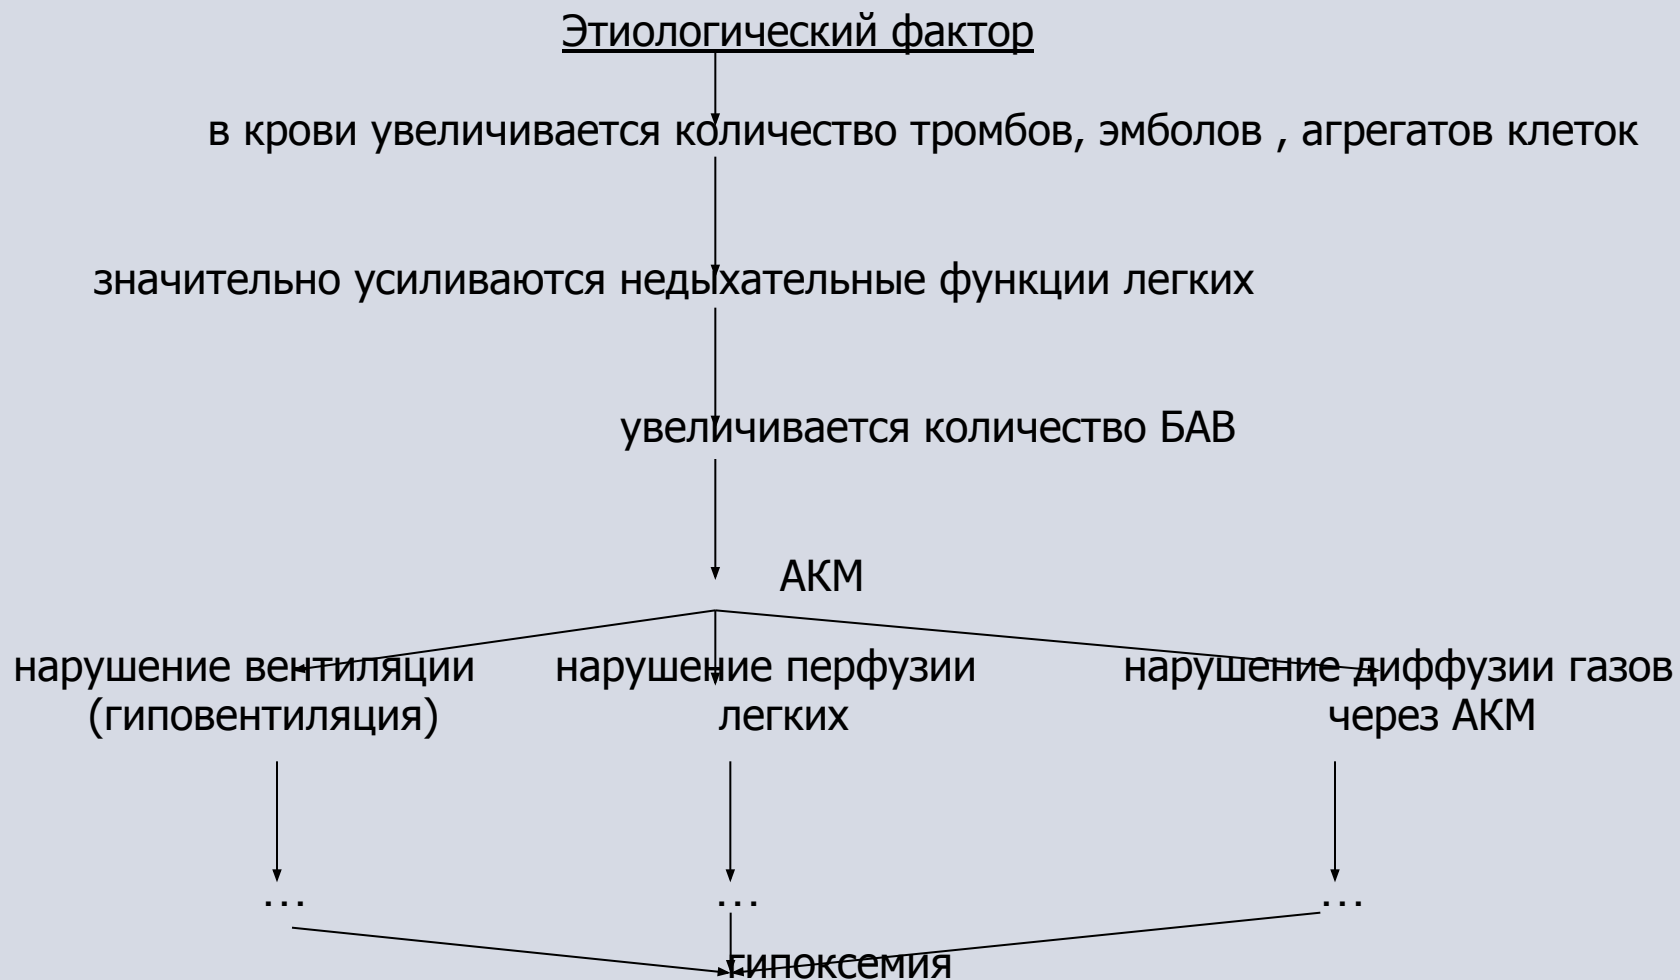 Этиологический фактор
в крови увеличивается количество тромбов, эмболов , агрегатов клеток
значительно усиливаются недыхательные функции легких
увеличивается количество БАВ
АКМ
нарушение вентиляции
(гиповентиляция)
нарушение перфузии
легких
нарушение диффузии газов
через АКМ
...
...
...
гипоксемия